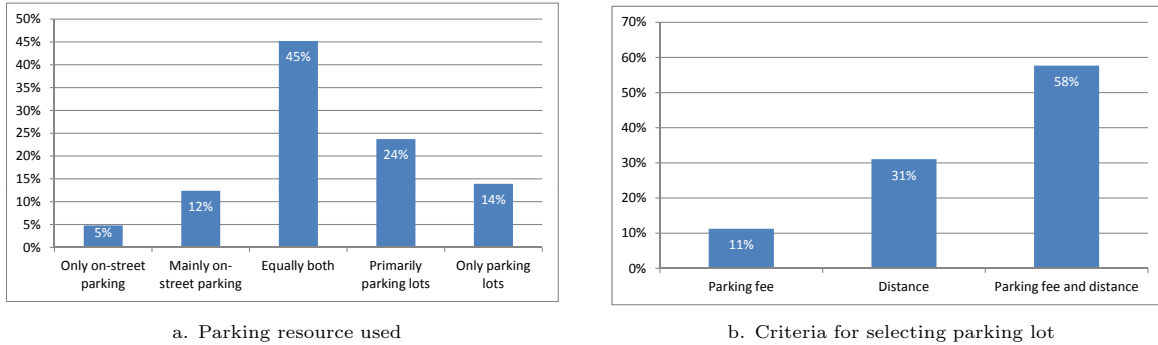 50%
45%
40%
35%
30%
25%
20%
15%
10%
5%
0%
5%
12%
45%
24%
14%
Only on-street
parking
Mainly on-
street parking
Equally both
Primarily
parking lots
Only parking
lots
a. Parking resource used
70%
60%
50%
40%
30%
20%
10%
0%
11%
31%
58%
Parking fee
Distance
Parking fee and distance
b. Criteria for selecting parking lot